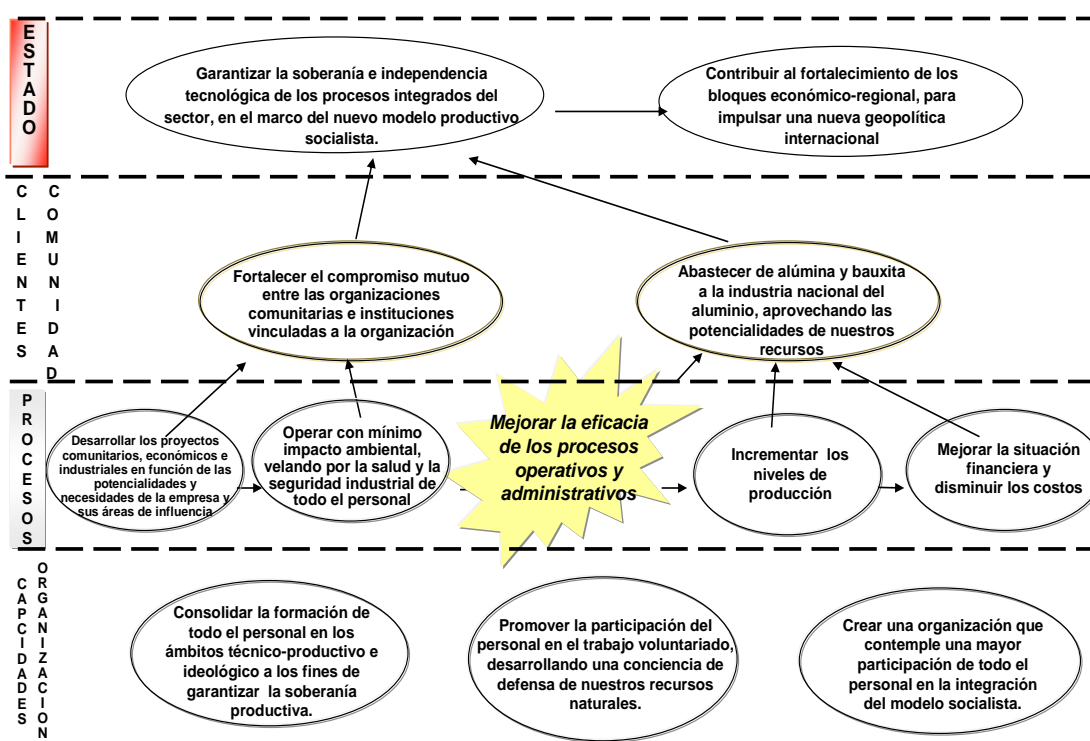 ESTADO
Garantizar la soberanía e independencia
tecnológica de los procesos integrados del
sector, en el marco del nuevo modelo productivo
socialista.
Contribuir al fortalecimiento de los
bloques económico-regional, para
impulsar una nueva geopolítica
internacional
CLIENTES
COMUNIDAD
Fortalecer el compromiso mutuo
entre las organizaciones
comunitarias e instituciones
vinculadas a la organización
Abastecer de alúmina y bauxita
a la industria nacional del
aluminio, aprovechando las
potencialidades de nuestros
recursos
PROCESOS
Desarrollar los proyectos
comunitarios, económicos e
industriales en función de las
potencialidades y
necesidades de la empresa y
sus áreas de influencia
Operar con mínimo
impacto ambiental,
velando por la salud y la
seguridad industrial de
todo el personal
Mejorar la eficacia
de los procesos
operativos y
administrativos
Incrementar los
niveles de
producción
Mejorar la situación
financiera y
disminuir los costos
CAPCIDADES
ORGANIZACION
Consolidar la formación de
todo el personal en los
ámbitos técnico-productivo e
ideológico a los fines de
garantizar la soberanía
productiva.
Promover la participación del
personal en el trabajo voluntariado,
desarrollando una conciencia de
defensa de nuestros recursos
naturales.
Crear una organización que
contemple una mayor
participación de todo el
personal en la integración
del modelo socialista.